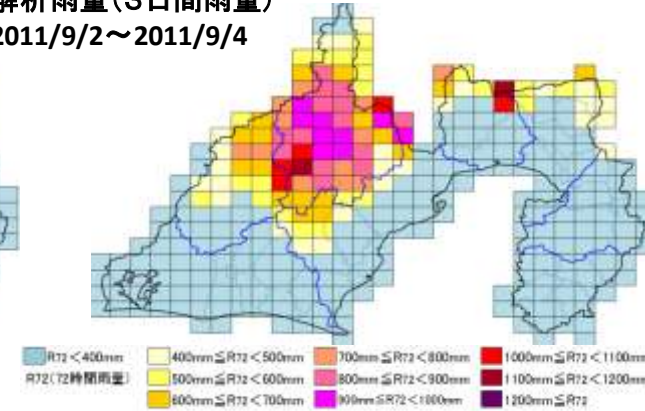 解析雨量(3日間雨量)
2011/9/2～2011/9/4
R72＜400mm
400mm≦R72＜500mm
700mm≦R72＜800mm
1000mm≦R72＜1100mm
R72(72時間雨量)
500mm≦R72＜600mm
800mm≦R72＜900mm
1100mm≦R72＜1200mm
600mm≦R72＜700mm
900mm≦R72＜1000mm
1200mm≦R72